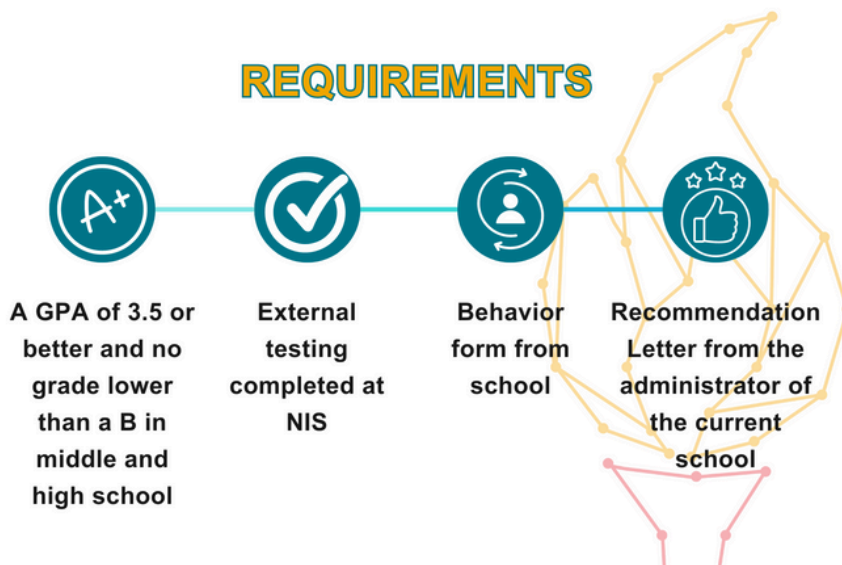 REQUIREMENTS
A+
A GPA of 3.5 or
better and no
grade lower
than a B in
middle and
high school
External
testing
completed at
NIS
Behavior
form from
school
Recommendation
Letter from the
administrator of
the current
school